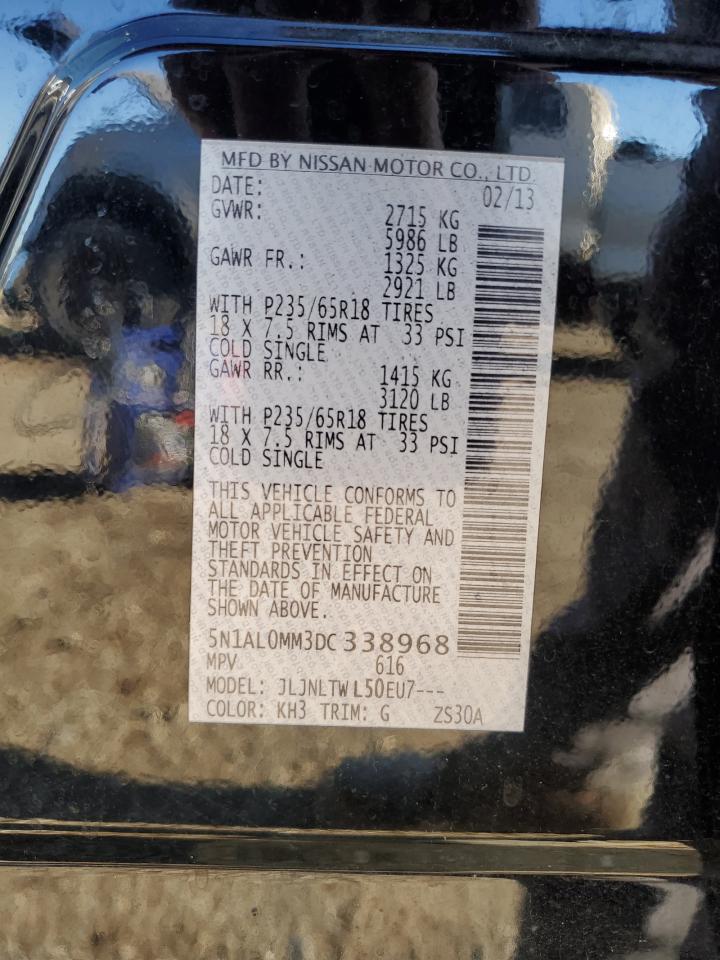 MFD BY NISSAN MOTOR CO., LTD.
DATE: 02/13
GVWR: 2715 KG
5986 LB
GAWR FR.: 1325 KG
2921 LB
WITH P235/65R18 TIRES
18 X 7.5 RIMS AT 33 PSI
COLD SINGLE
GAWR RR.: 1415 KG
3120 LB
WITH P235/65R18 TIRES
18 X 7.5 RIMS AT 33 PSI
COLD SINGLE
THIS VEHICLE CONFORMS TO
ALL APPLICABLE FEDERAL
MOTOR VEHICLE SAFETY AND
THEFT PREVENTION
STANDARDS IN EFFECT ON
THE DATE OF MANUFACTURE
SHOWN ABOVE.
5N1AL0MM3DC338968
MPV 616
MODEL: JLJNLTWL50EU7---
COLOR: KH3 TRIM: G ZS30A